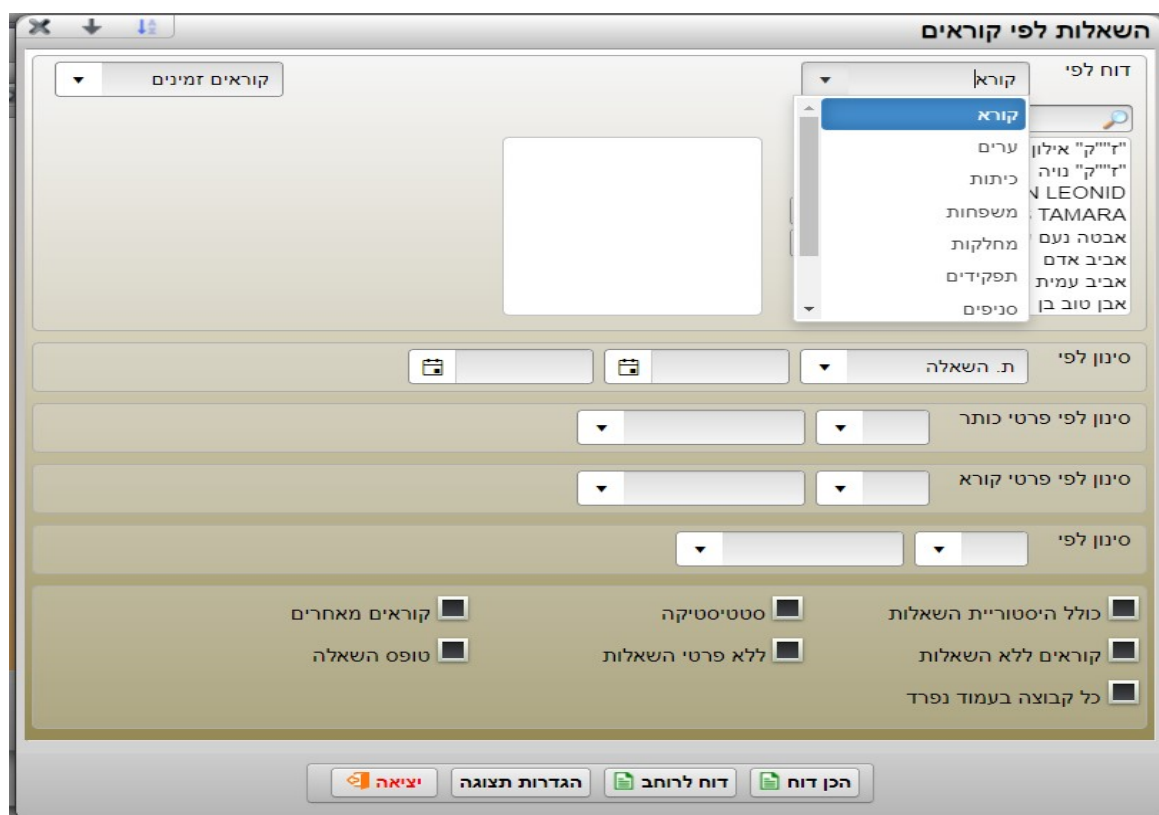 השאלות לפי קוראים
דוח לפי
קורא
קוראים זמינים
קורא
ערים
כיתות
משפחות
מחלקות
תפקידים
סניפים
"ז""ק" אילון
"ז""ק" נויה
N LEONID
TAMARA
אבטה נעם
אביב אדם
אביב עמית
אבן טוב בן
סינון לפי
ת. השאלה
סינון לפי פרטי כותר
סינון לפי פרטי קורא
סינון לפי
כולל היסטוריית השאלות
סטטיסטיקה
קוראים מאחרים
קוראים ללא השאלות
ללא פרטי השאלות
טופס השאלה
כל קבוצה בעמוד נפרד
הכן דוח
דוח לרוחב
הגדרות תצוגה
יציאה